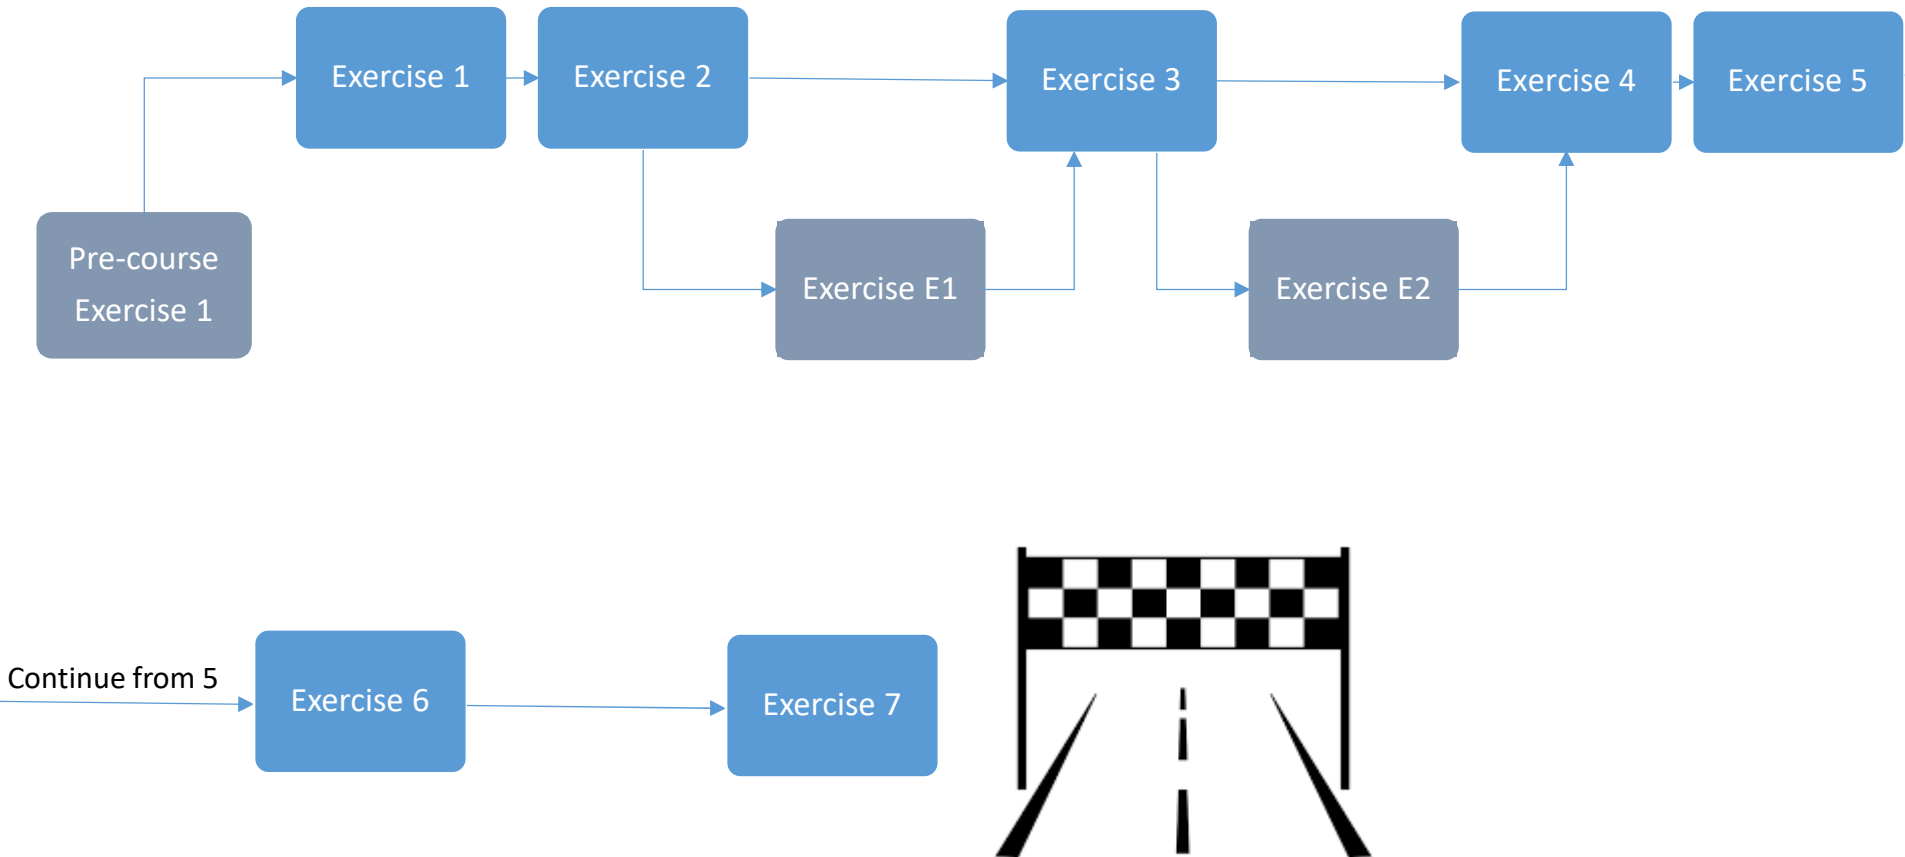 Exercise 1
Exercise 2
Exercise 3
Exercise 4
Exercise 5
Pre-course
Exercise 1
Exercise E1
Exercise E2
Continue from 5
Exercise 6
Exercise 7